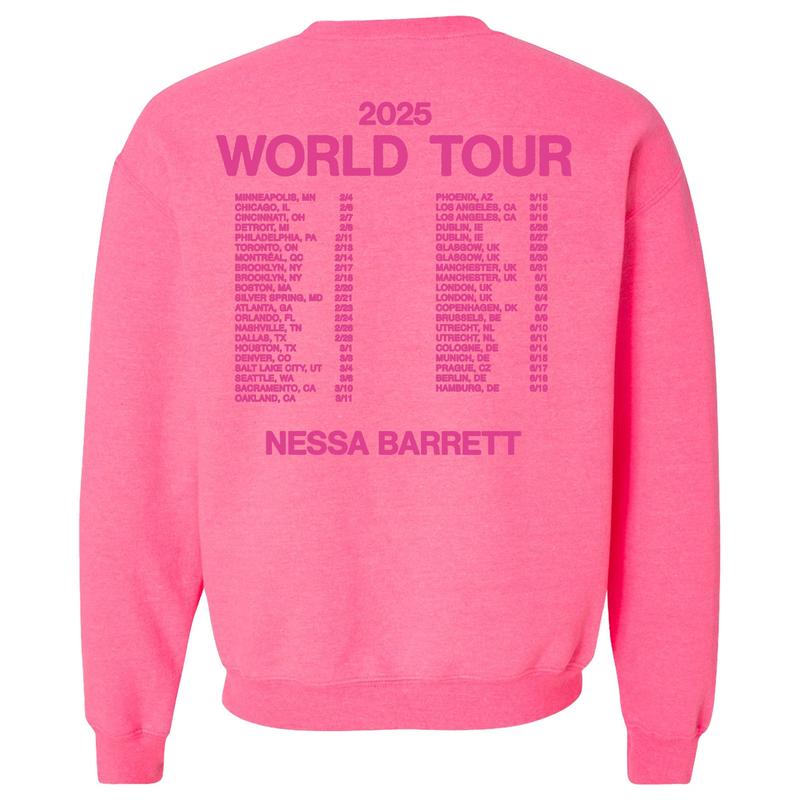 2025
WORLD TOUR
MINNEAPOLIS, MN 2/4
CHICAGO, IL 2/6
CINCINNATI, OH 2/7
DETROIT, MI 2/8
PHILADELPHIA, PA 2/11
TORONTO, ON 2/13
MONTRÉAL, QC 2/14
BROOKLYN, NY 2/17
BROOKLYN, NY 2/18
BOSTON, MA 2/20
SILVER SPRING, MD 2/21
ATLANTA, GA 2/23
ORLANDO, FL 2/24
NASHVILLE, TN 2/26
DALLAS, TX 2/28
HOUSTON, TX 3/1
DENVER, CO 3/3
SALT LAKE CITY, UT 3/4
SEATTLE, WA 3/6
SACRAMENTO, CA 3/10
OAKLAND, CA 3/11
PHOENIX, AZ 3/13
LOS ANGELES, CA 3/15
LOS ANGELES, CA 3/16
DUBLIN, IE 5/26
DUBLIN, IE 5/27
GLASGOW, UK 5/29
GLASGOW, UK 5/30
MANCHESTER, UK 5/31
MANCHESTER, UK 6/1
LONDON, UK 6/3
LONDON, UK 6/4
COPENHAGEN, DK 6/7
BRUSSELS, BE 6/9
UTRECHT, NL 6/10
UTRECHT, NL 6/11
COLOGNE, DE 6/14
MUNICH, DE 6/15
PRAGUE, CZ 6/17
BERLIN, DE 6/18
HAMBURG, DE 6/19
NESSA BARRETT